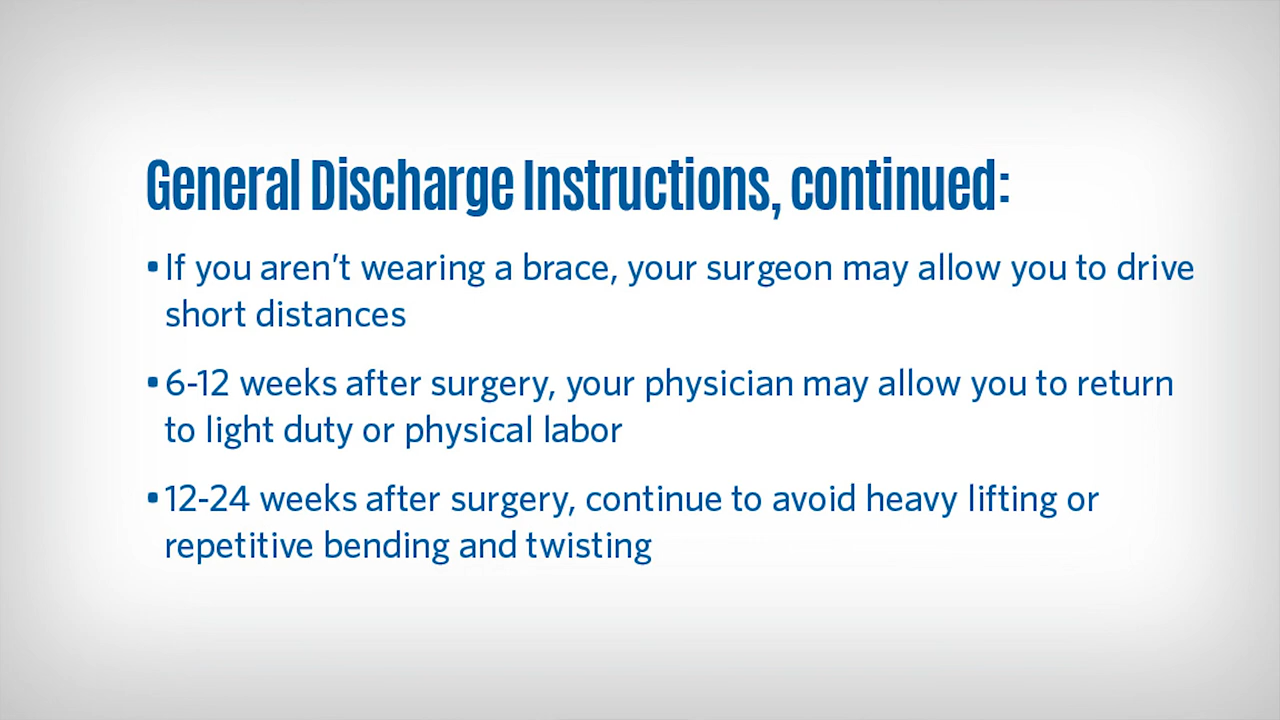 General Discharge Instructions, continued:
▪ If you aren’t wearing a brace, your surgeon may allow you to drive
short distances
▪ 6-12 weeks after surgery, your physician may allow you to return
to light duty or physical labor
▪ 12-24 weeks after surgery, continue to avoid heavy lifting or
repetitive bending and twisting